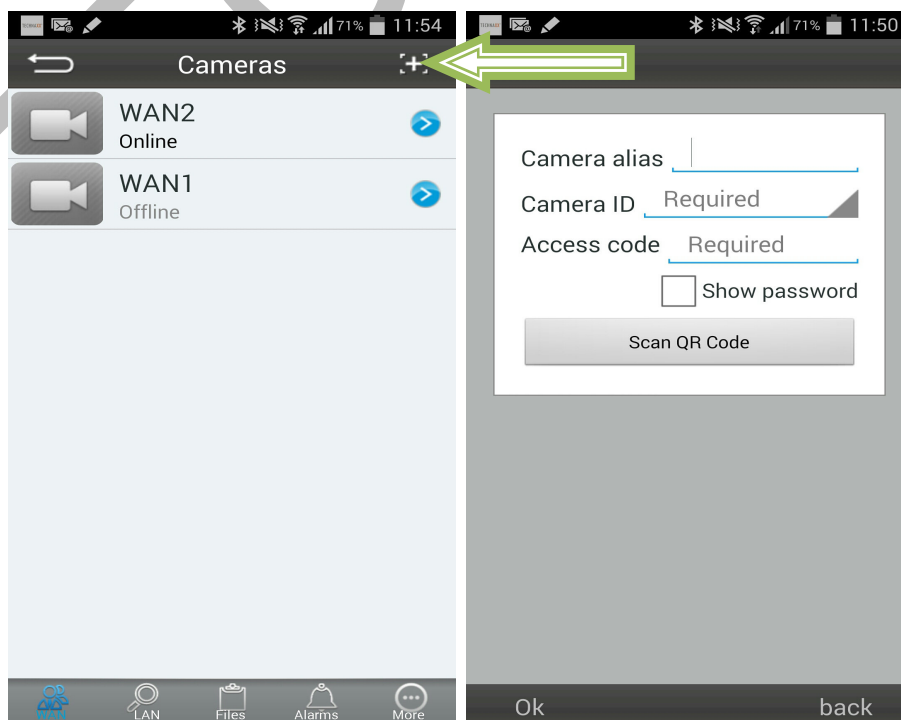 71% 11:54
Cameras
[+]
WAN2
Online
WAN1
Offline
WAN
LAN
Files
Alarms
More
71% 11:50
Camera alias
Camera ID Required
Access code Required
Show password
Scan QR Code
Ok back